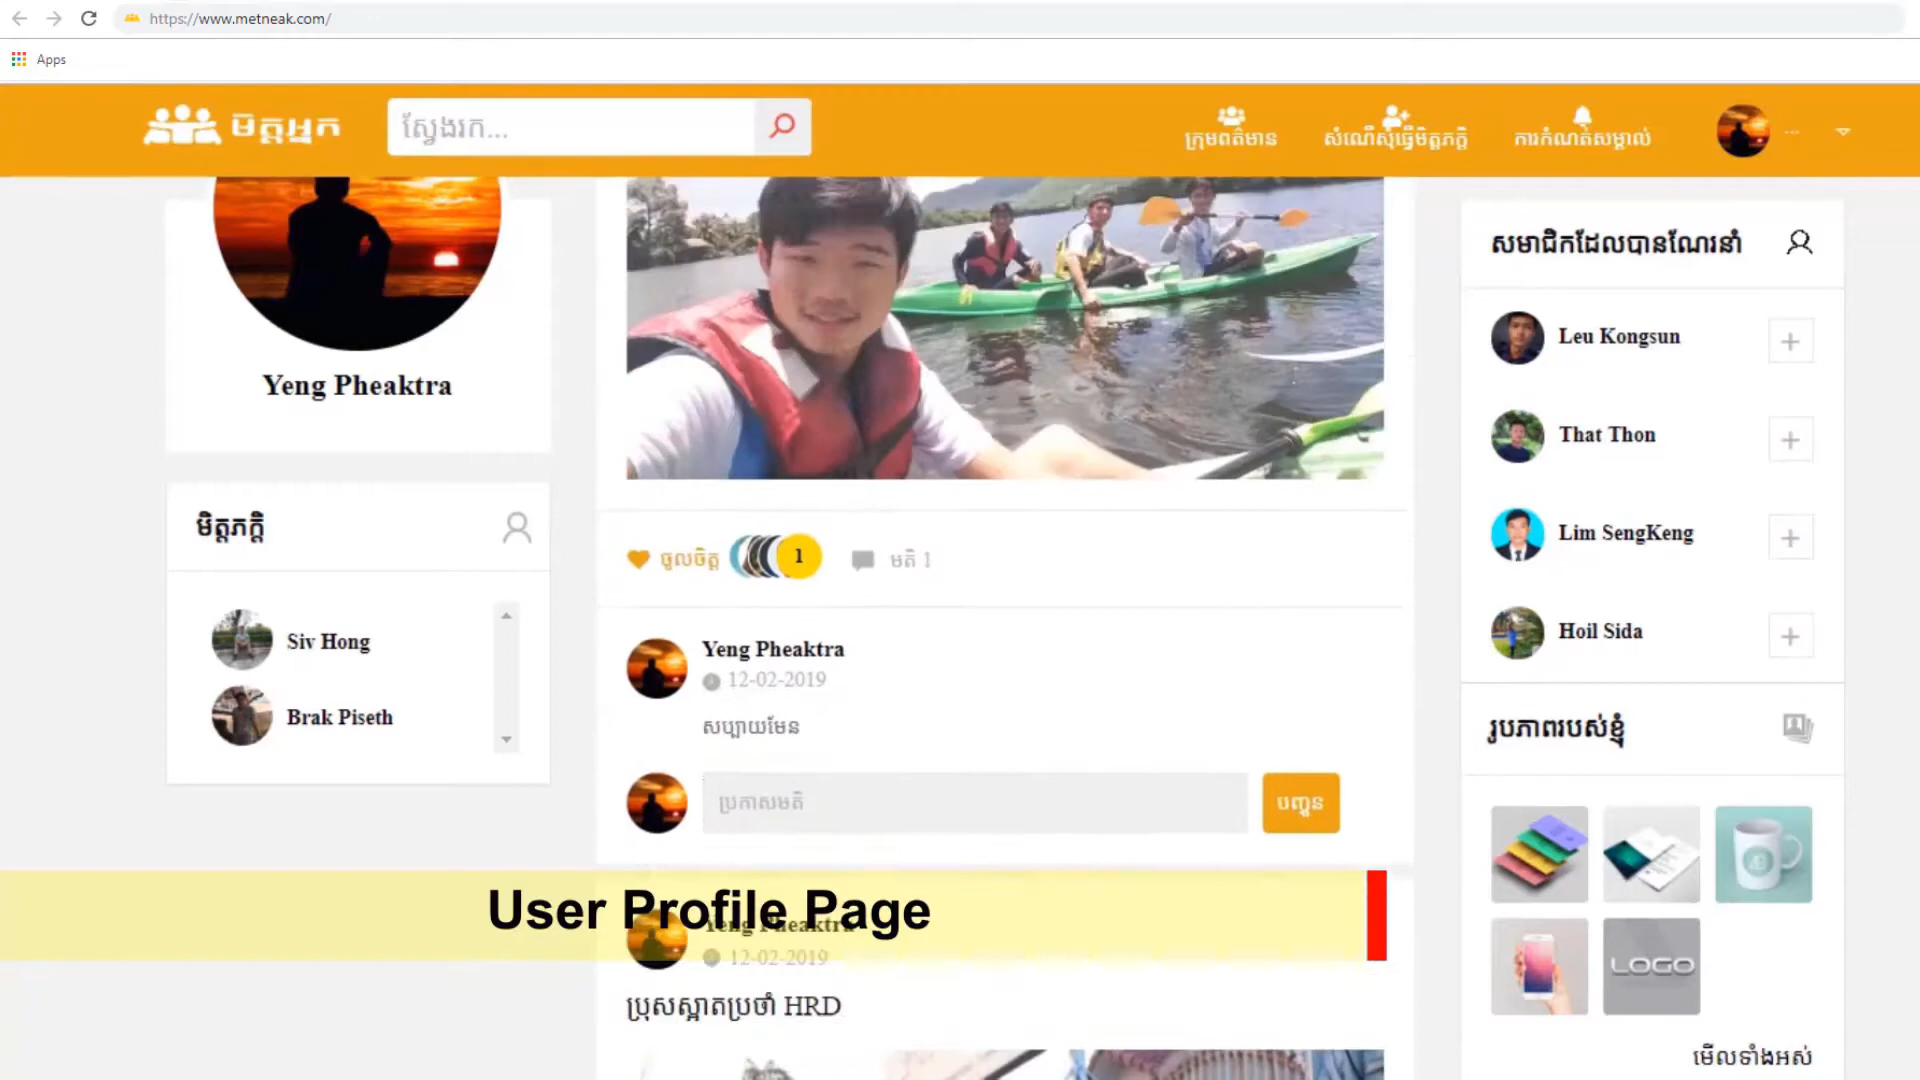 https://www.metneak.com/
Apps
មិត្តអ្នក
ស្វែងរក...
ក្រុមពត៌មាន
សំណើសុំធ្វើមិត្តភក្តិ
ការកំណត់សម្គាល់
...
Yeng Pheaktra
មិត្តភក្តិ
Siv Hong
Brak Piseth
ចូលចិត្ត
1
មតិ 1
Yeng Pheaktra
12-02-2019
សប្បាយមែន
ប្រកាសមតិ
បញ្ជូន
User Profile Page
Yeng Pheaktra
12-02-2019
ប្រុសស្អាតប្រចាំ HRD
សមាជិកដែលបានណែរនាំ
Leu Kongsun
That Thon
Lim SengKeng
Hoil Sida
រូបភាពរបស់ខ្ញុំ
LOGO
មើលទាំងអស់